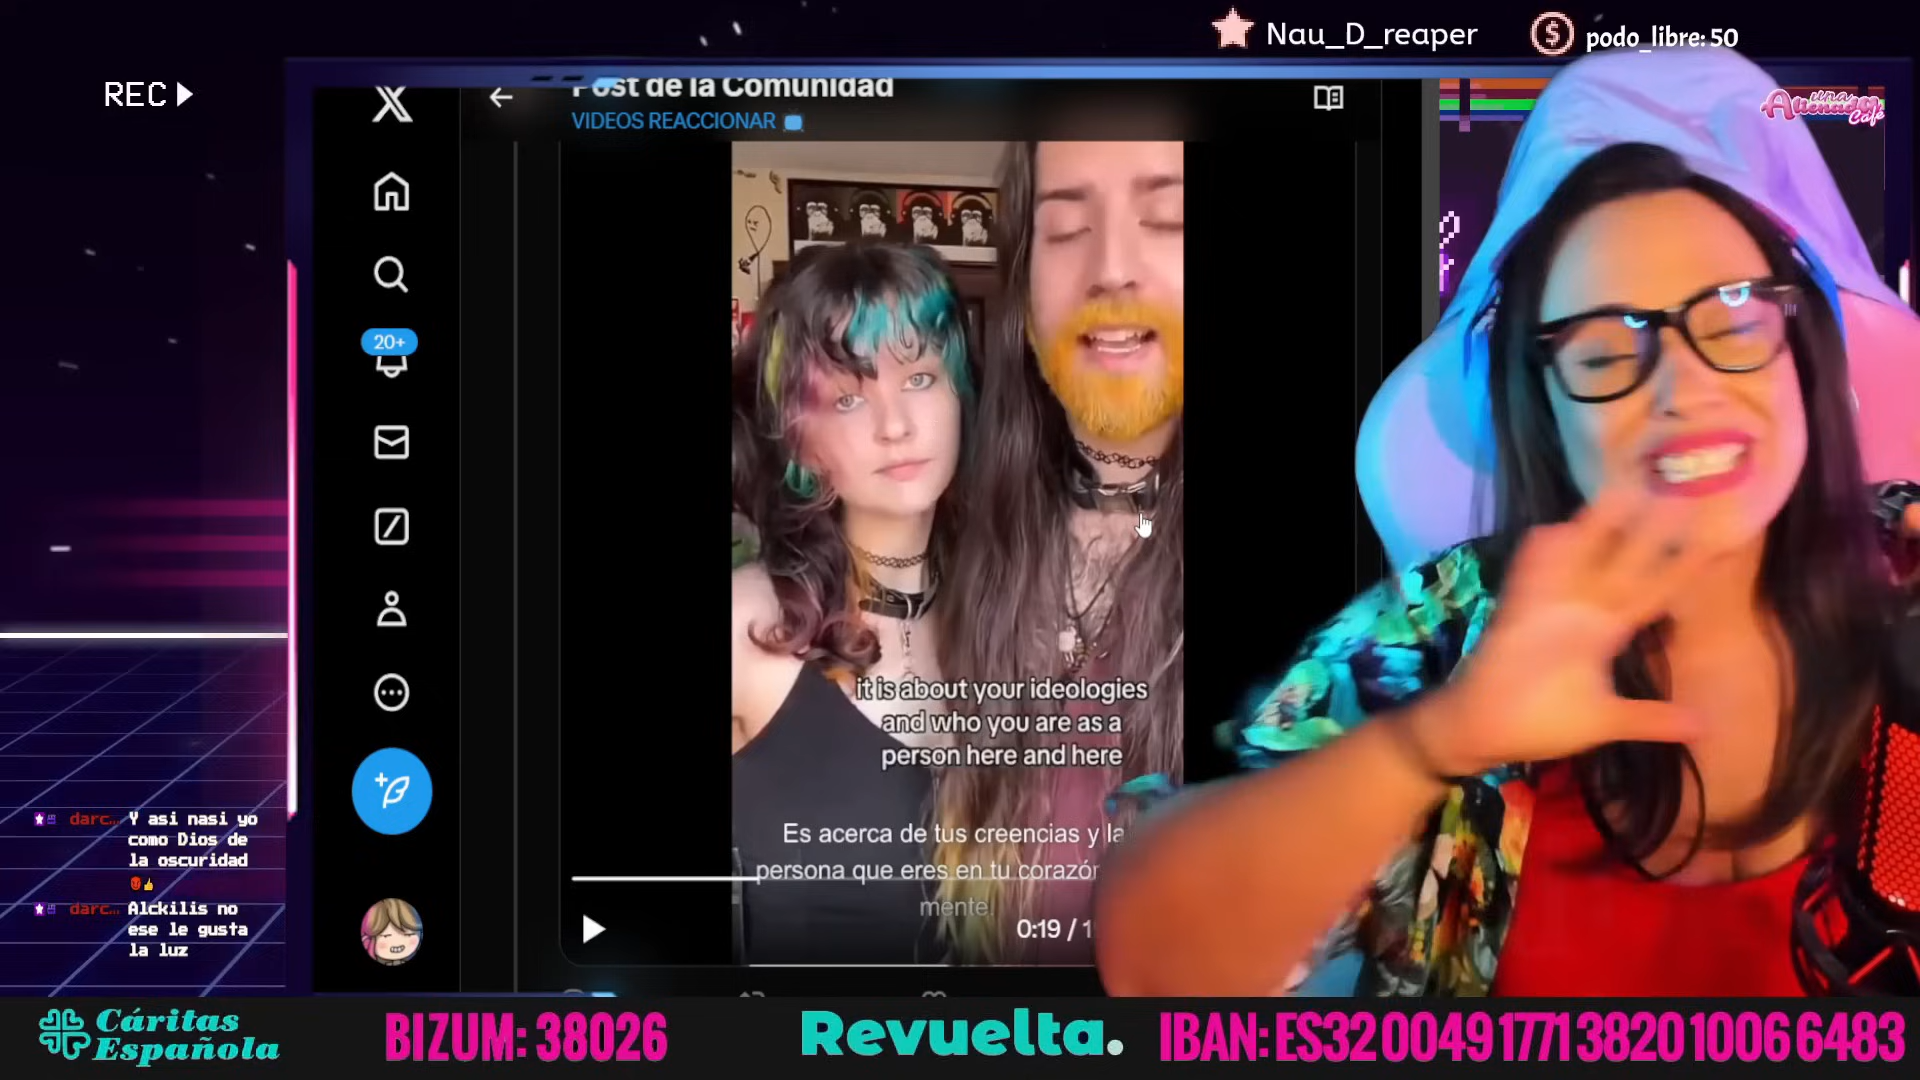 Nau_D_reaper
podo_libre: 50
REC
Post de la Comunidad
VIDEOS REACCIONAR
una
Alienada
Café
20+
it is about your ideologies
and who you are as a
person here and here
Es acerca de tus creencias y la
persona que eres en tu corazón
mente.
0:19 / 1
darc... Y asi nasi yo
como Dios de
la oscuridad
darc... Alckilis no
ese le gusta
la luz
Cáritas
Española
BIZUM: 38026
Revuelta.
IBAN: ES32 0049 1771 3820 1006 6483